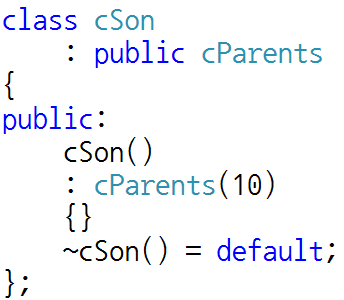 class cSon
    : public cParents
{
public:
    cSon()
    : cParents(10)
    {}
    ~cSon() = default;
};